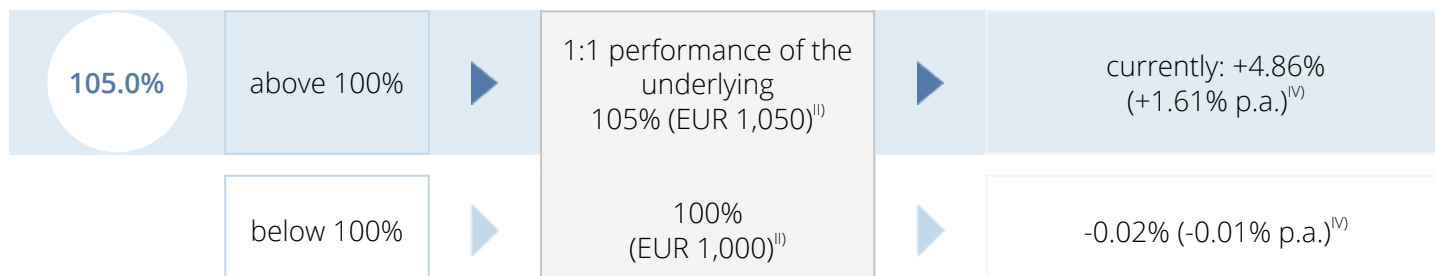 105.0%
above 100%
1:1 performance of the
underlying
105% (EUR 1,050)II)
currently: +4.86%
(+1.61% p.a.)IV)
below 100%
100%
(EUR 1,000)II)
-0.02% (-0.01% p.a.)IV)